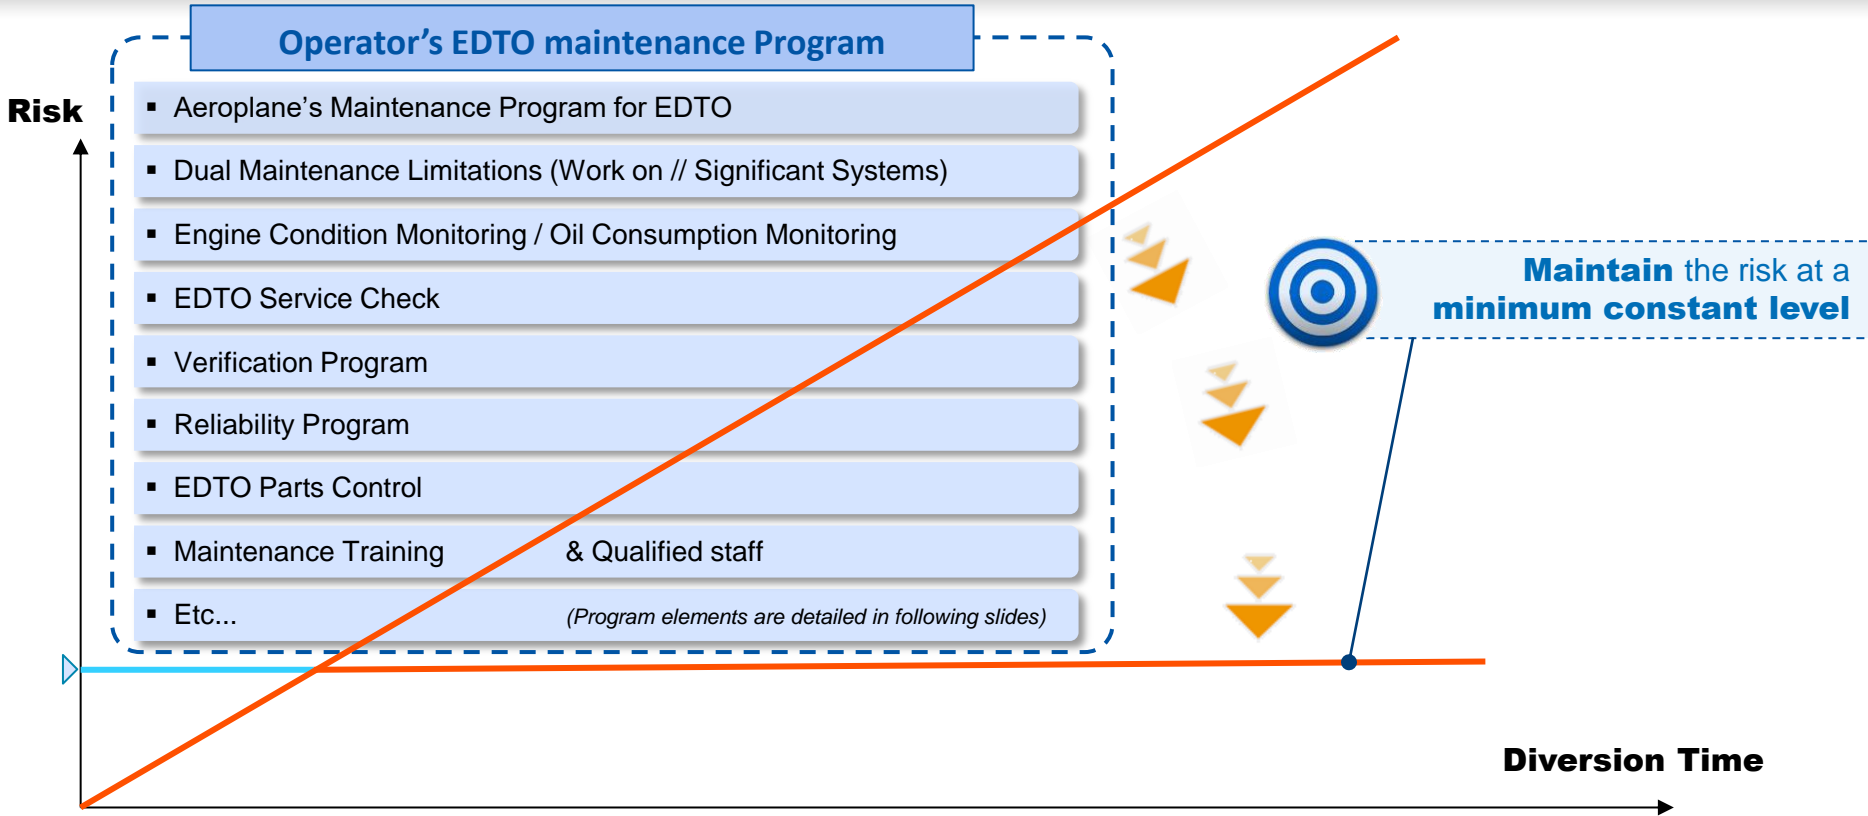 Operator’s EDTO maintenance Program
Risk
▪ Aeroplane’s Maintenance Program for EDTO
▪ Dual Maintenance Limitations (Work on // Significant Systems)
▪ Engine Condition Monitoring / Oil Consumption Monitoring
▪ EDTO Service Check
▪ Verification Program
▪ Reliability Program
▪ EDTO Parts Control
▪ Maintenance Training & Qualified staff
▪ Etc... (Program elements are detailed in following slides)
Maintain the risk at a
minimum constant level
Diversion Time